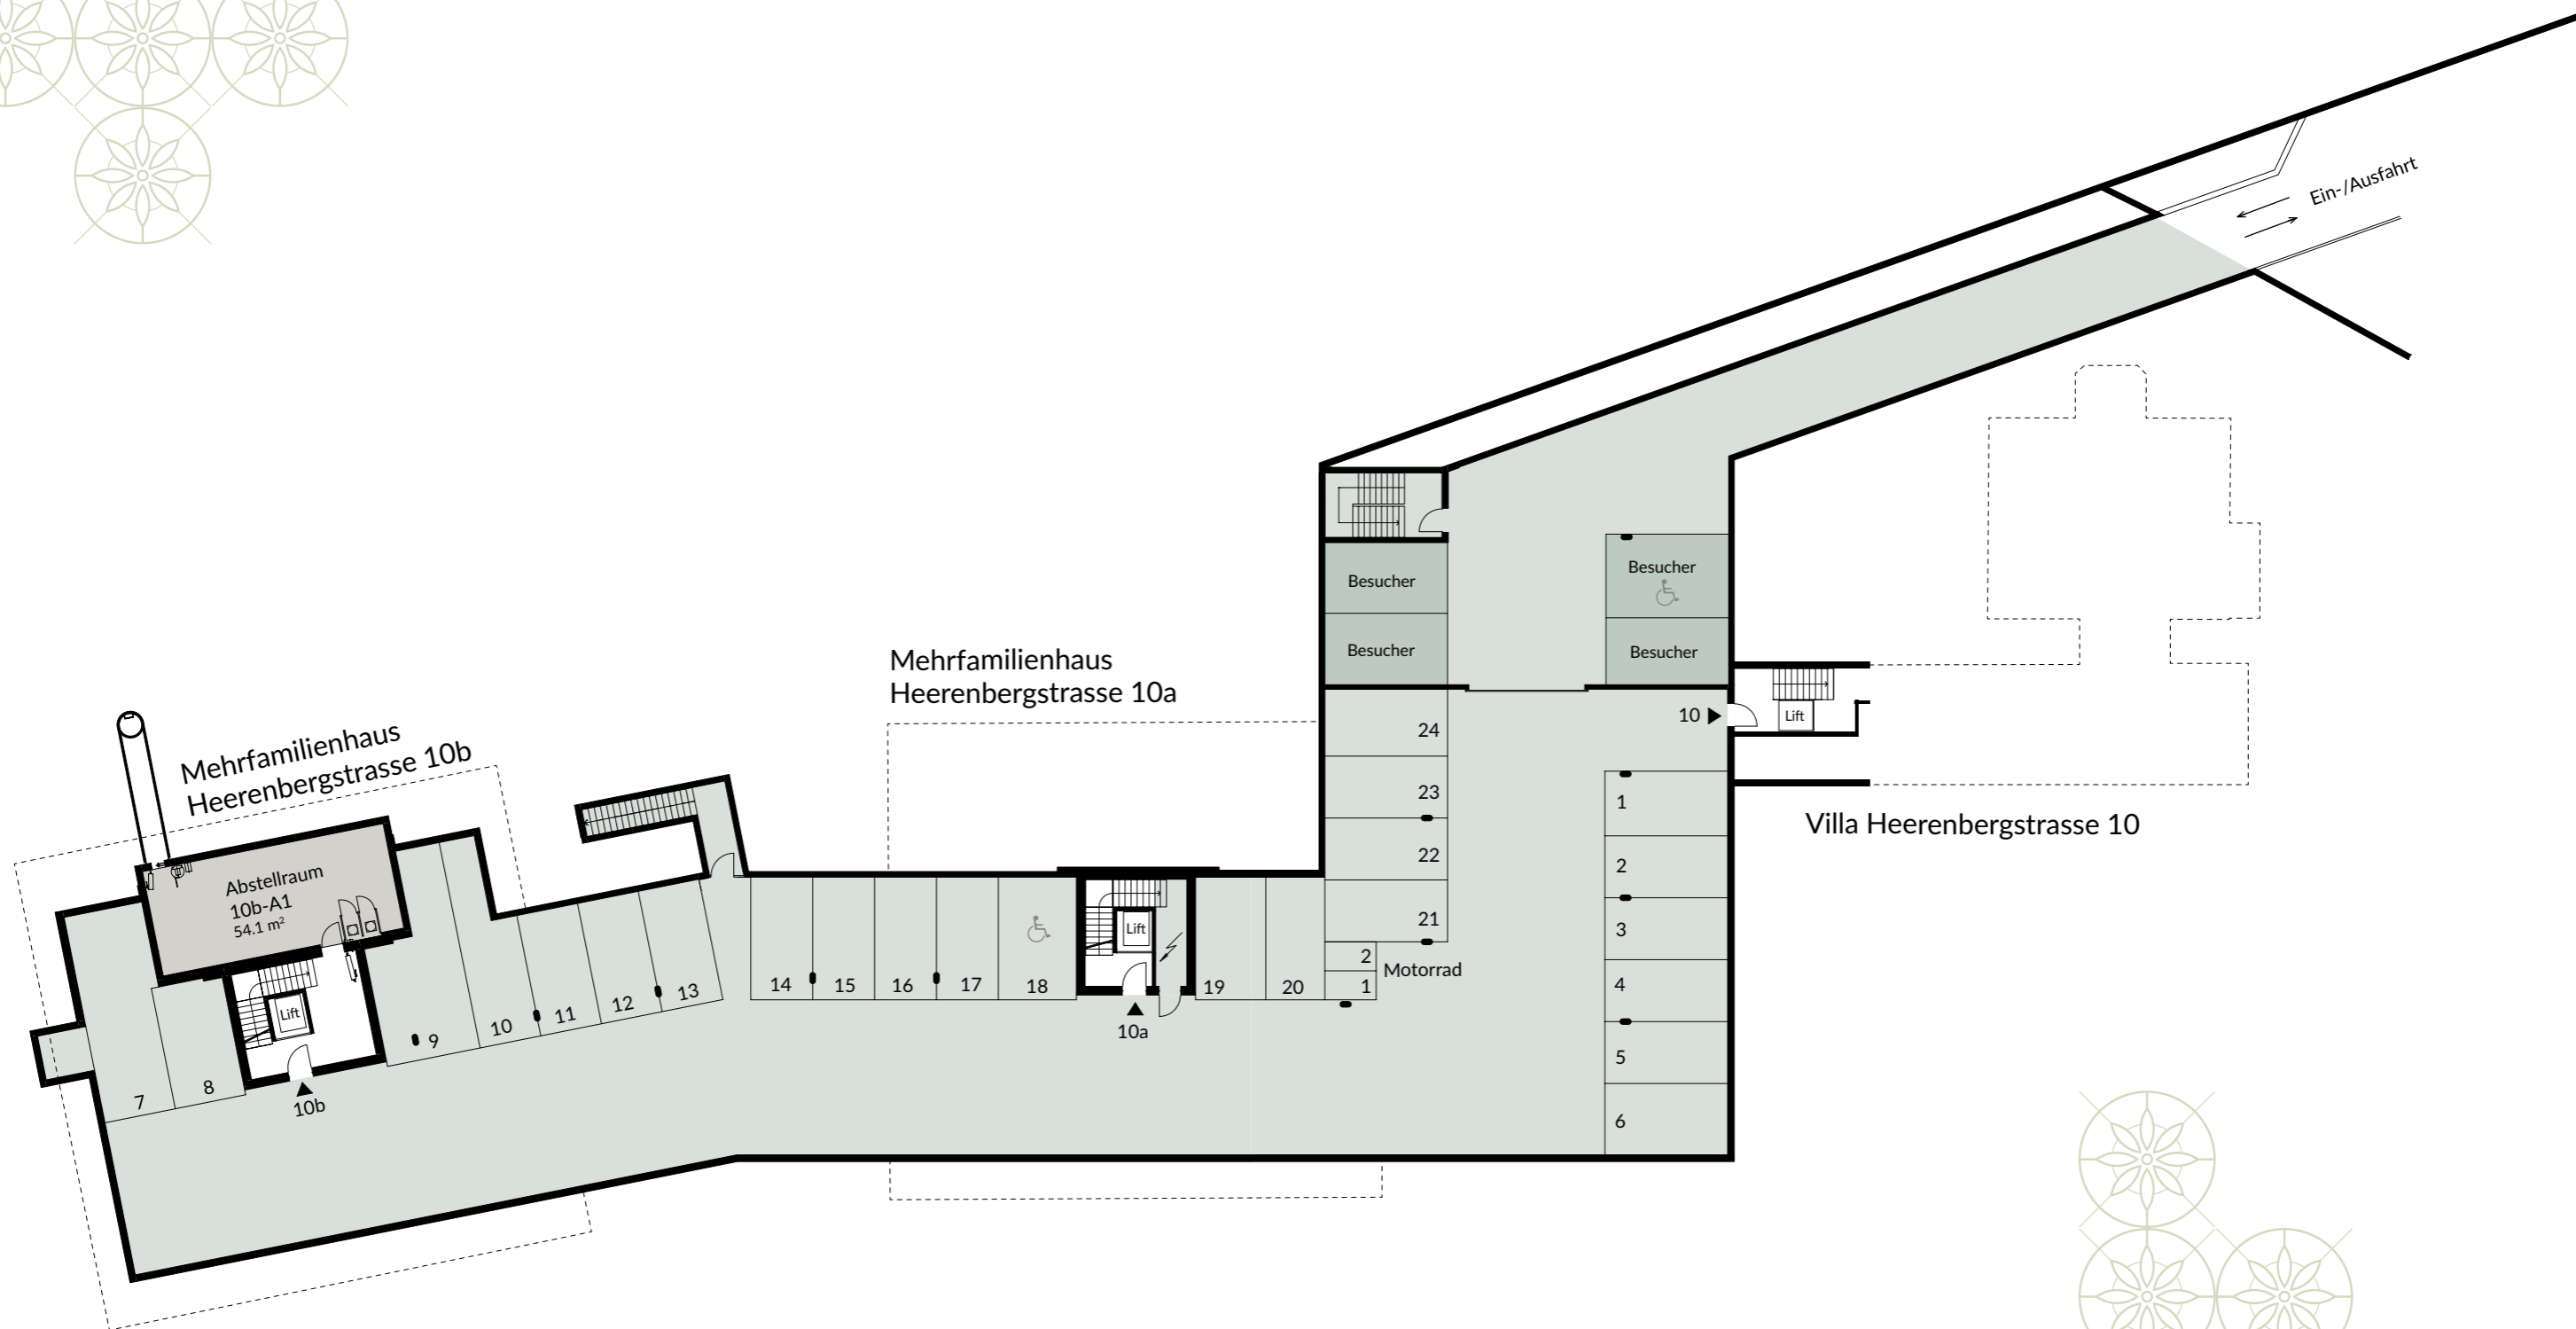 Ein-/Ausfahrt
Besucher
Besucher
Besucher
Besucher
Mehrfamilienhaus
Heerenbergstrasse 10a
Mehrfamilienhaus
Heerenbergstrasse 10b
Villa Heerenbergstrasse 10
10
Lift
24
23
22
21
2
1
Motorrad
1
2
3
4
5
6
Abstellraum
10b-A1
54.1 m²
Lift
10b
7
8
9
10
11
12
13
14
15
16
17
18
Lift
10a
19
20